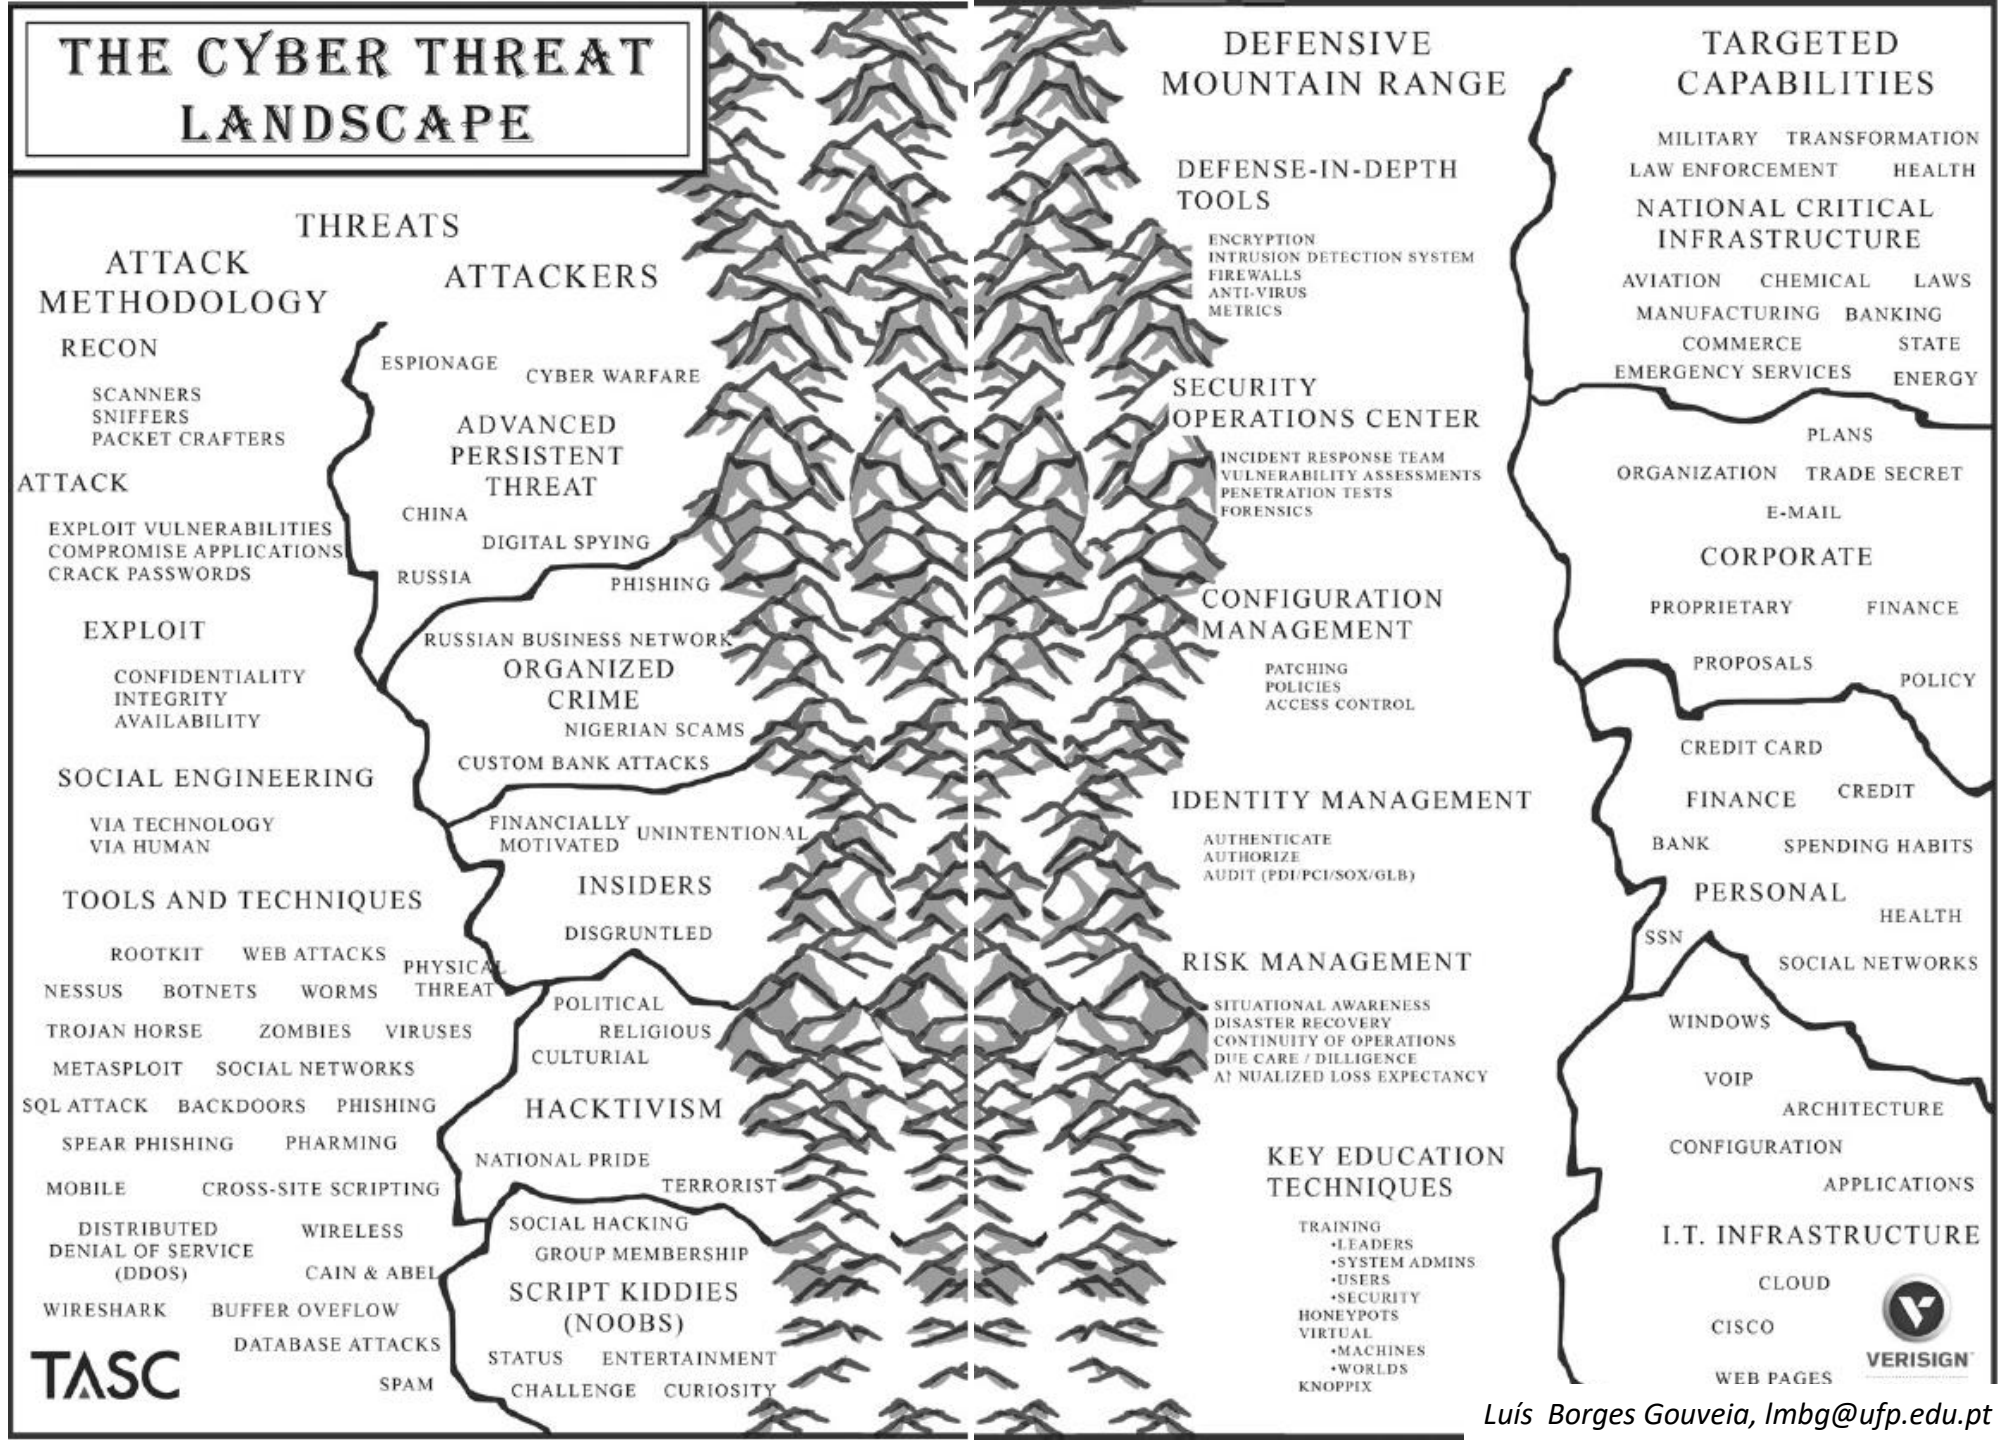 THE CYBER THREAT
LANDSCAPE
THREATS
ATTACK
METHODOLOGY
RECON
SCANNERS
SNIFFERS
PACKET CRAFTERS
ATTACK
EXPLOIT VULNERABILITIES
COMPROMISE APPLICATIONS
CRACK PASSWORDS
EXPLOIT
CONFIDENTIALITY
INTEGRITY
AVAILABILITY
SOCIAL ENGINEERING
VIA TECHNOLOGY
VIA HUMAN
TOOLS AND TECHNIQUES
ROOTKIT WEB ATTACKS
PHYSICAL
THREAT
NESSUS BOTNETS WORMS
TROJAN HORSE ZOMBIES VIRUSES
METASPLOIT SOCIAL NETWORKS
SQL ATTACK BACKDOORS PHISHING
SPEAR PHISHING PHARMING
MOBILE CROSS-SITE SCRIPTING
DISTRIBUTED
DENIAL OF SERVICE
(DDOS)
WIRELESS
CAIN & ABEL
WIRESHARK BUFFER OVEFLOW
DATABASE ATTACKS
SPAM
TASC
ATTACKERS
ESPIONAGE
CYBER WARFARE
ADVANCED
PERSISTENT
THREAT
CHINA
DIGITAL SPYING
RUSSIA
PHISHING
RUSSIAN BUSINESS NETWORK
ORGANIZED
CRIME
NIGERIAN SCAMS
CUSTOM BANK ATTACKS
FINANCIALLY
MOTIVATED
UNINTENTIONAL
INSIDERS
DISGRUNTLED
POLITICAL
RELIGIOUS
CULTURIAL
HACKTIVISM
NATIONAL PRIDE
TERRORIST
SOCIAL HACKING
GROUP MEMBERSHIP
SCRIPT KIDDIES
(NOOBS)
STATUS ENTERTAINMENT
CHALLENGE CURIOSITY
DEFENSIVE
MOUNTAIN RANGE
DEFENSE-IN-DEPTH
TOOLS
ENCRYPTION
INTRUSION DETECTION SYSTEM
FIREWALLS
ANTI-VIRUS
METRICS
SECURITY
OPERATIONS CENTER
INCIDENT RESPONSE TEAM
VULNERABILITY ASSESSMENTS
PENETRATION TESTS
FORENSICS
CONFIGURATION
MANAGEMENT
PATCHING
POLICIES
ACCESS CONTROL
IDENTITY MANAGEMENT
AUTHENTICATE
AUTHORIZE
AUDIT (PDI/PCI/SOX/GLB)
RISK MANAGEMENT
SITUATIONAL AWARENESS
DISASTER RECOVERY
CONTINUITY OF OPERATIONS
DUE CARE / DILLIGENCE
ANNUALIZED LOSS EXPECTANCY
KEY EDUCATION
TECHNIQUES
TRAINING
•LEADERS
•SYSTEM ADMINS
•USERS
•SECURITY
HONEYPOTS
VIRTUAL
•MACHINES
•WORLDS
KNOPPIX
TARGETED
CAPABILITIES
MILITARY TRANSFORMATION
LAW ENFORCEMENT HEALTH
NATIONAL CRITICAL
INFRASTRUCTURE
AVIATION CHEMICAL LAWS
MANUFACTURING BANKING
COMMERCE STATE
EMERGENCY SERVICES ENERGY
PLANS
ORGANIZATION TRADE SECRET
E-MAIL
CORPORATE
PROPRIETARY FINANCE
PROPOSALS
POLICY
CREDIT CARD
FINANCE CREDIT
BANK SPENDING HABITS
PERSONAL
HEALTH
SSN
SOCIAL NETWORKS
WINDOWS
VOIP
ARCHITECTURE
CONFIGURATION
APPLICATIONS
I.T. INFRASTRUCTURE
CLOUD
CISCO
VERISIGN
WEB PAGES
Luís Borges Gouveia, lmbg@ufp.edu.pt